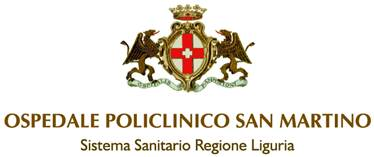 OSPEDALE POLICLINICO SAN MARTINO
Sistema Sanitario Regione Liguria